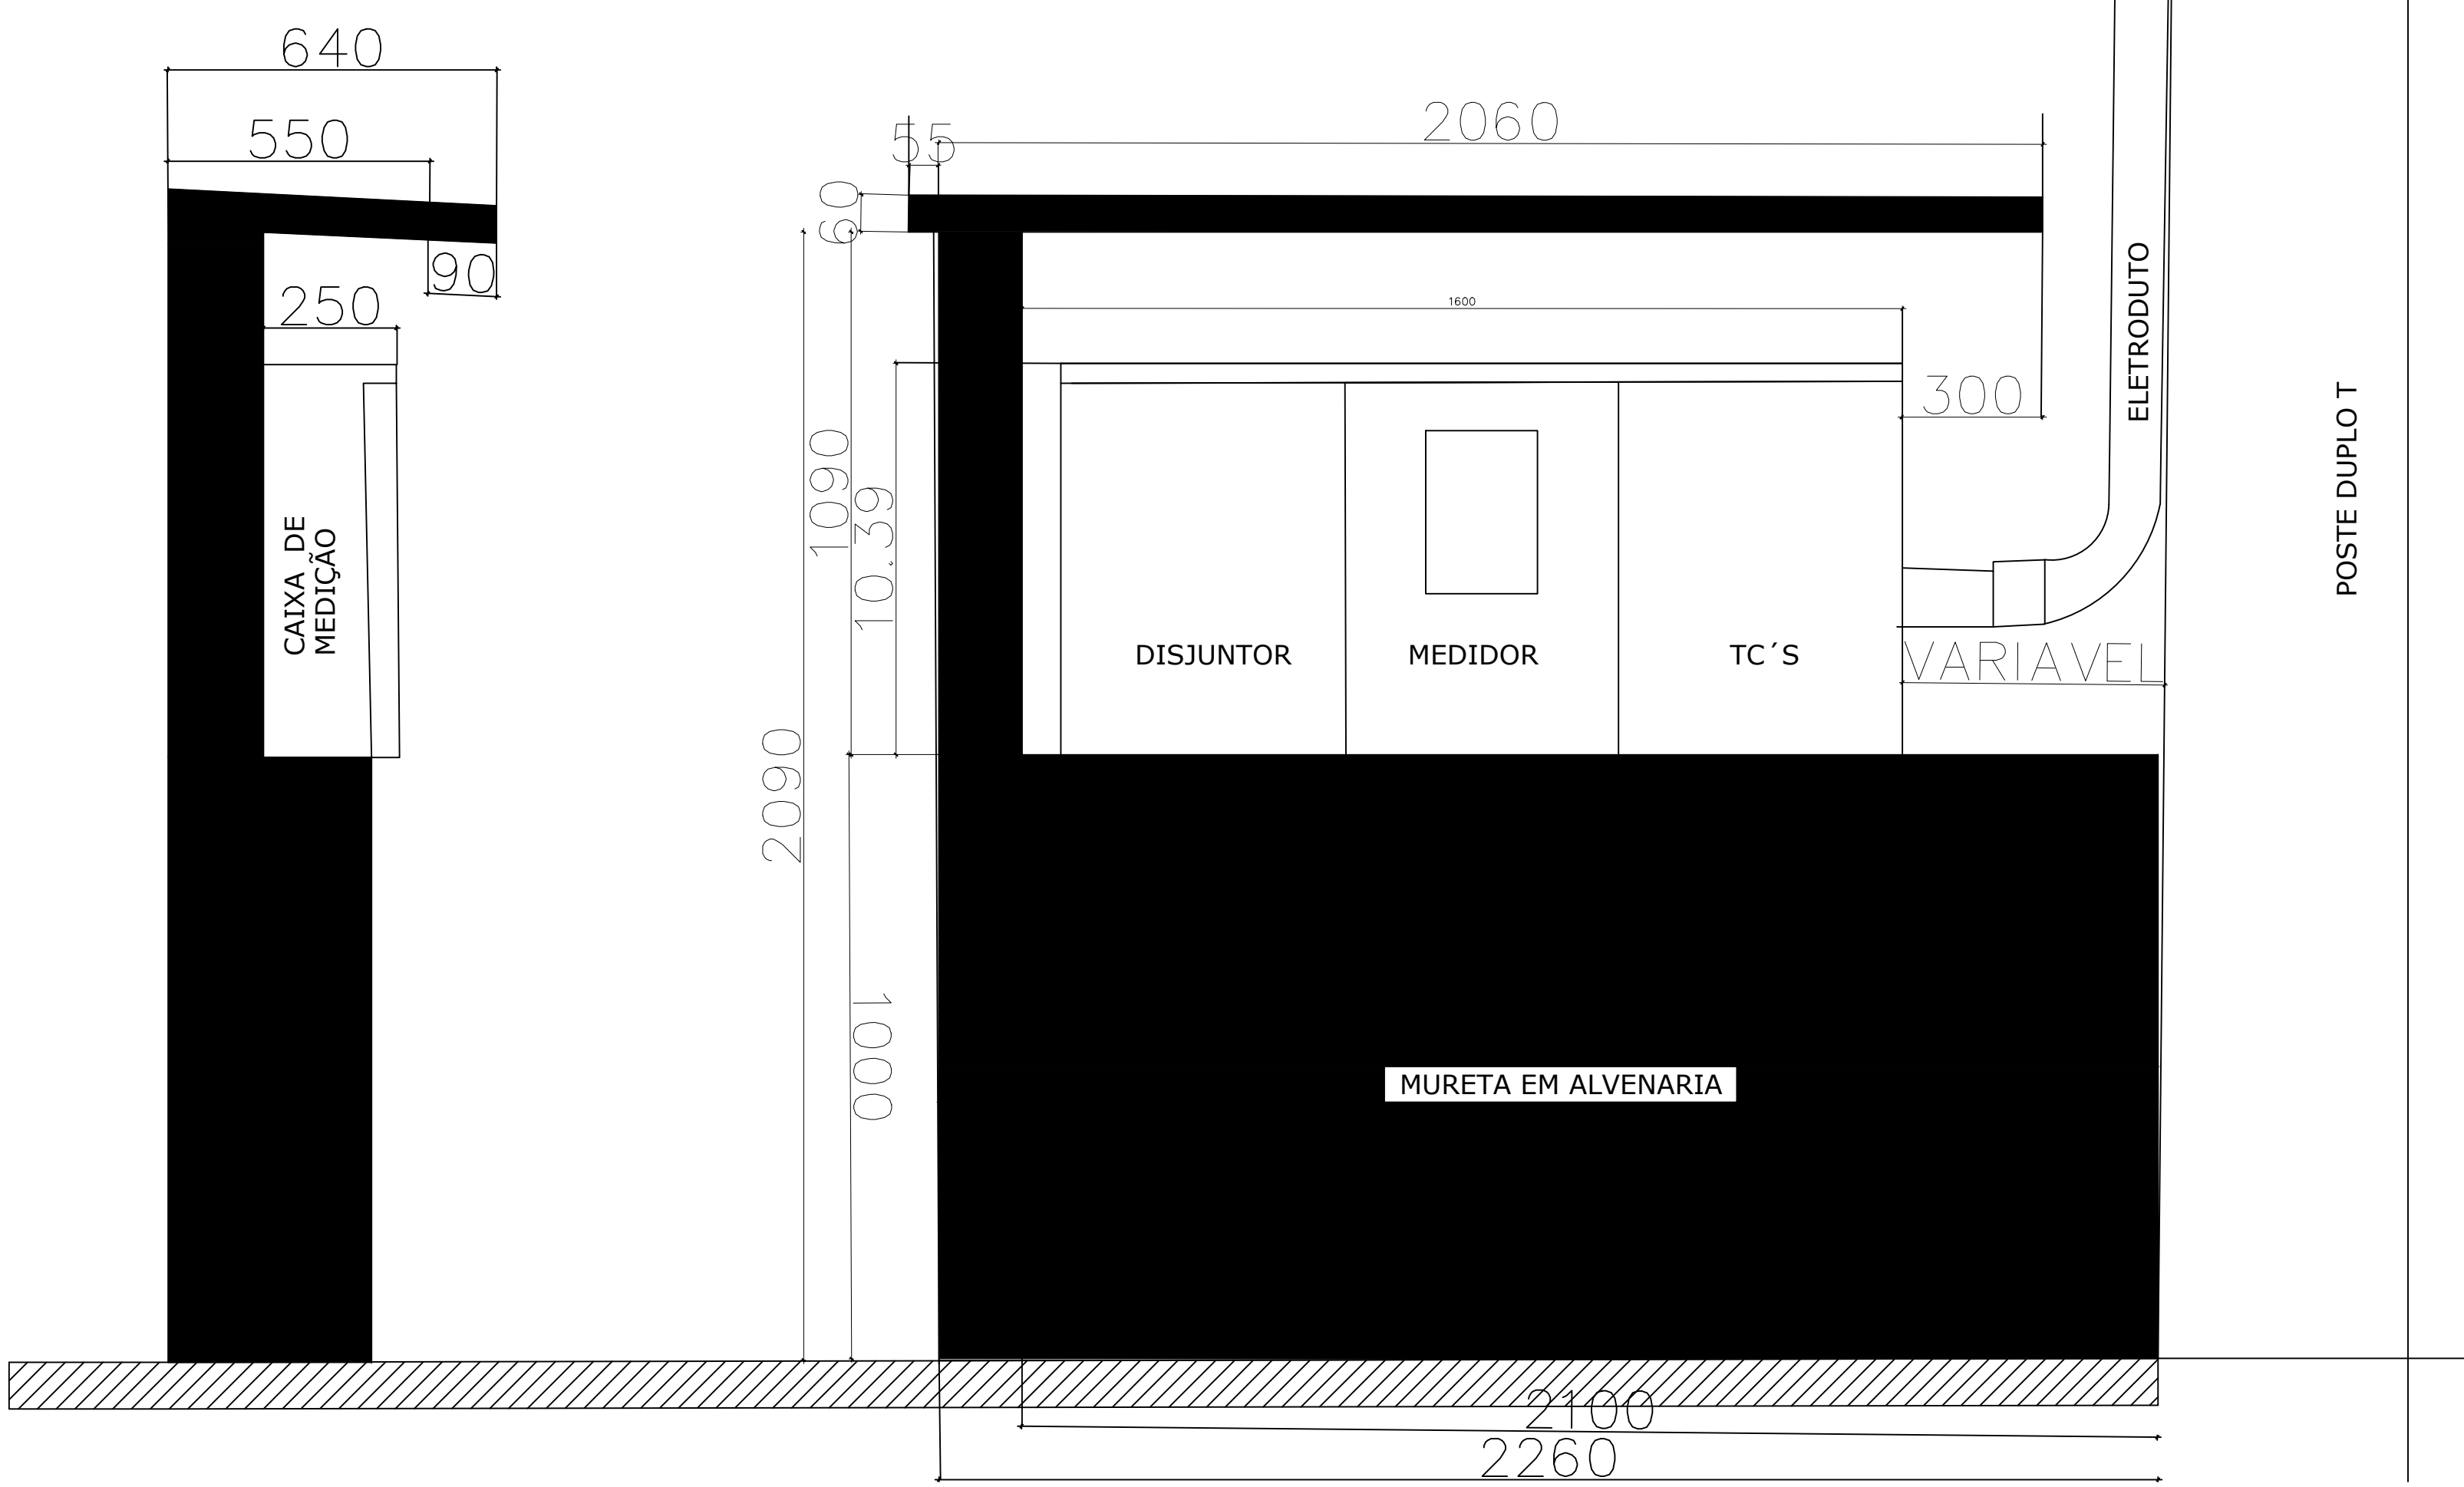 640
550
90
250
CAIXA DE
MEDIÇÃO
2060
55
60
1600
300
1090
10.39
2090
1000
DISJUNTOR
MEDIDOR
TC´S
VARIAVEL
ELETRODUTO
POSTE DUPLO T
MURETA EM ALVENARIA
2100
2260